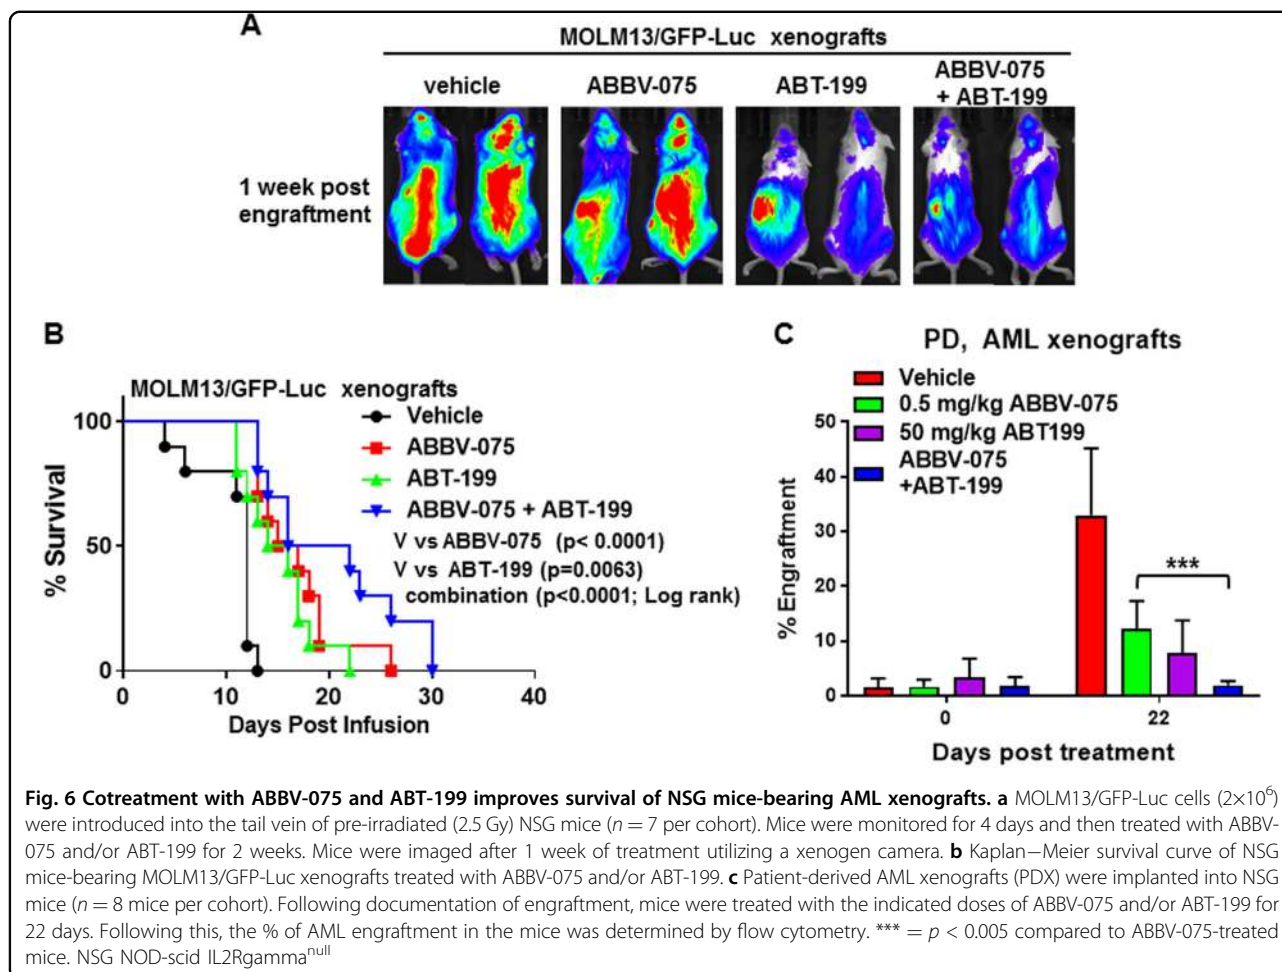 A
MOLM13/GFP-Luc xenografts
vehicle ABBV-075 ABT-199 ABBV-075
+ ABT-199
1 week post
engraftment
B
MOLM13/GFP-Luc xenografts
Vehicle
ABBV-075
ABT-199
ABBV-075 + ABT-199
V vs ABBV-075 (p< 0.0001)
V vs ABT-199 (p=0.0063)
combination (p<0.0001; Log rank)
% Survival
100
50
0
0 10 20 30 40
Days Post Infusion
C
PD, AML xenografts
Vehicle
0.5 mg/kg ABBV-075
50 mg/kg ABT199
ABBV-075
+ABT-199
% Engraftment
50
40
30
20
10
0
***
0 22
Days post treatment
Fig. 6 Cotreatment with ABBV-075 and ABT-199 improves survival of NSG mice-bearing AML xenografts. a MOLM13/GFP-Luc cells (2×10⁶)
were introduced into the tail vein of pre-irradiated (2.5 Gy) NSG mice (n = 7 per cohort). Mice were monitored for 4 days and then treated with ABBV-
075 and/or ABT-199 for 2 weeks. Mice were imaged after 1 week of treatment utilizing a xenogen camera. b Kaplan−Meier survival curve of NSG
mice-bearing MOLM13/GFP-Luc xenografts treated with ABBV-075 and/or ABT-199. c Patient-derived AML xenografts (PDX) were implanted into NSG
mice (n = 8 mice per cohort). Following documentation of engraftment, mice were treated with the indicated doses of ABBV-075 and/or ABT-199 for
22 days. Following this, the % of AML engraftment in the mice was determined by flow cytometry. *** = p < 0.005 compared to ABBV-075-treated
mice. NSG NOD-scid IL2Rgammaⁿᵘˡˡ